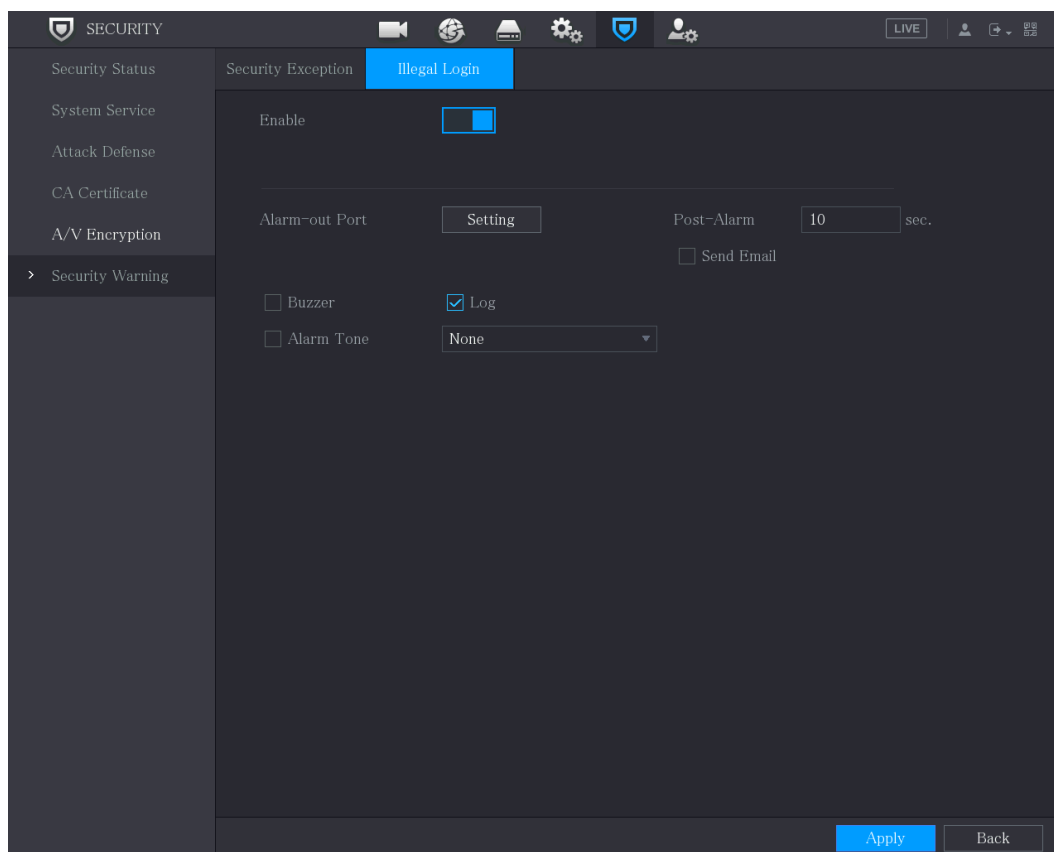 SECURITY
LIVE
Security Status
System Service
Attack Defense
CA Certificate
A/V Encryption
Security Warning
Security Exception Illegal Login
Enable
Alarm-out Port Setting Post-Alarm 10 sec.
Send Email
Buzzer Log
Alarm Tone None
Apply Back